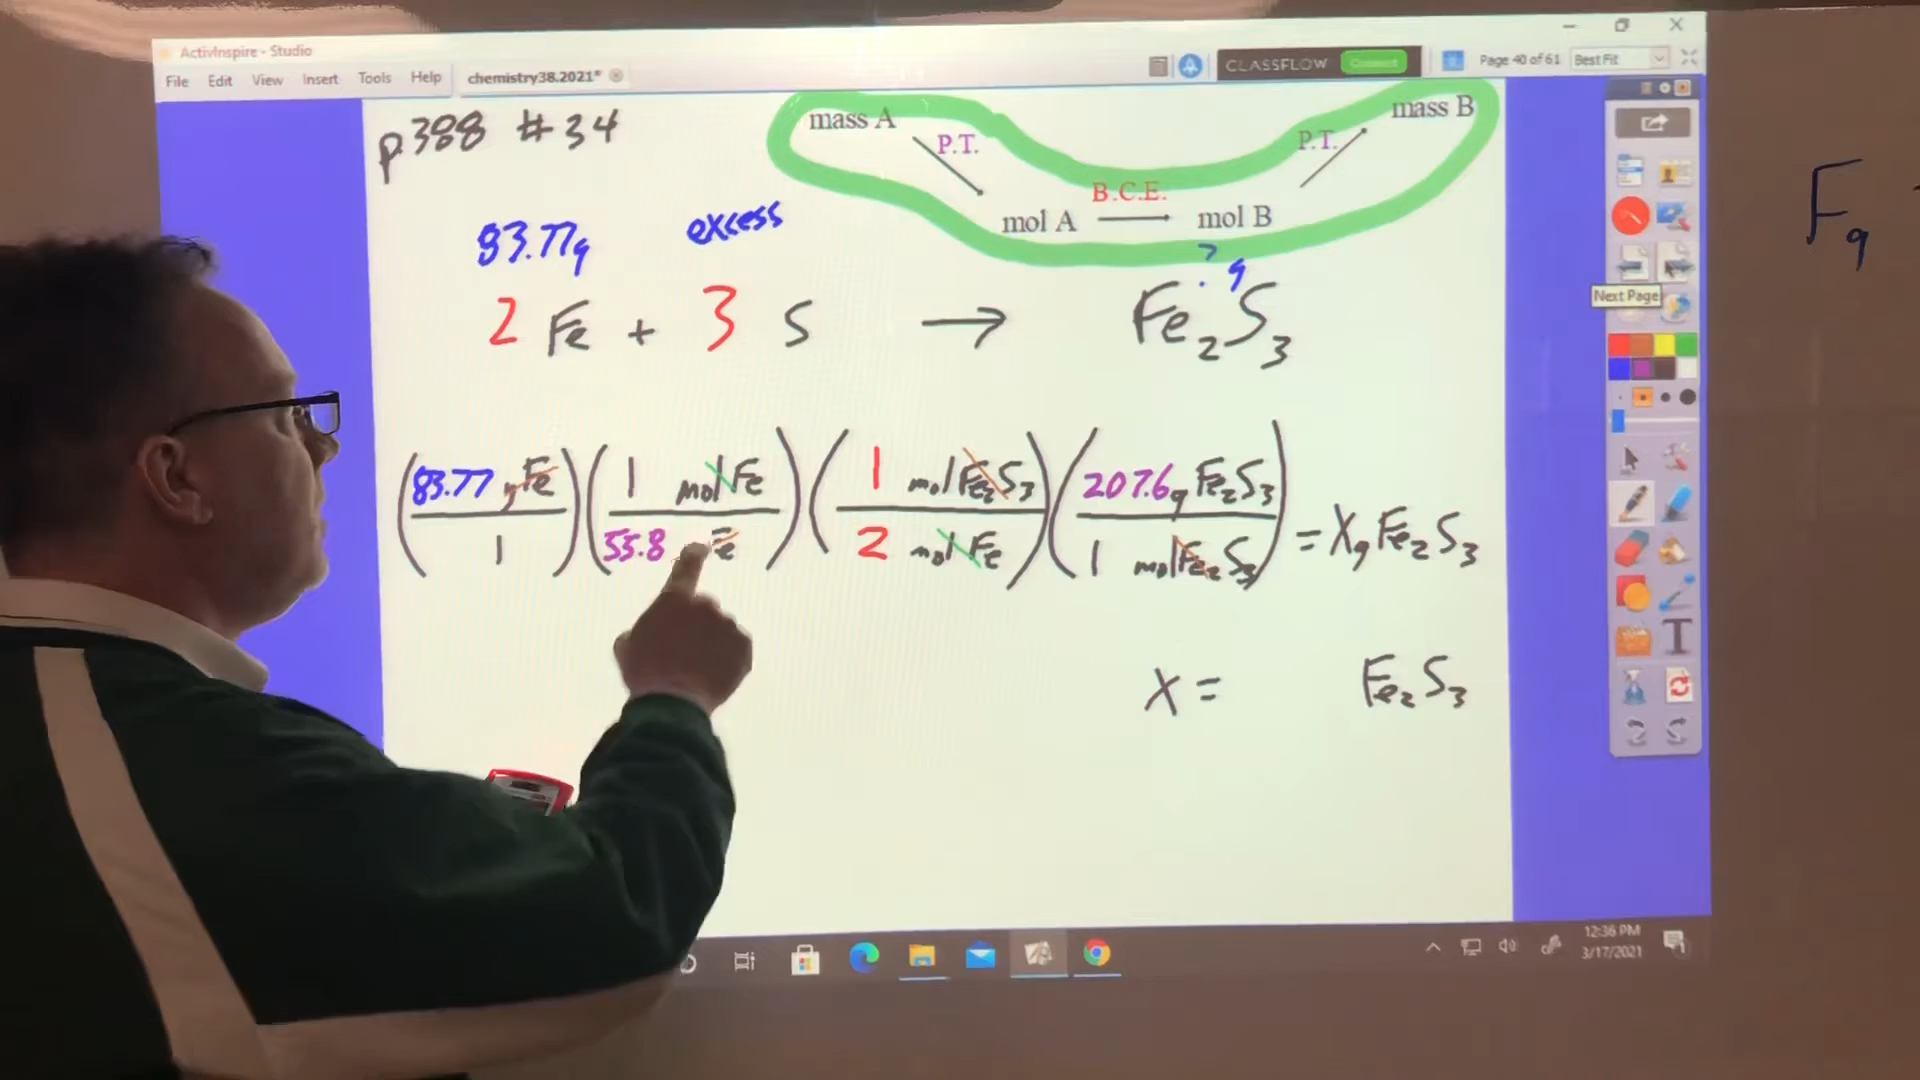 ActivInspire - Studio
File Edit View Insert Tools Help chemistry38.2021*
CLASSFLOW Connect Page 40 of 61 Best Fit
p388 #34
mass A mass B
P.T. P.T.
B.C.E.
mol A mol B
83.77g excess ? g
2 Fe + 3 S → Fe2S3
Next Page
(83.77 gFe / 1) (1 mol Fe / 55.8 Fe) (1 mol Fe2S3 / 2 mol Fe) (207.6g Fe2S3 / 1 mol Fe2S3) = Xg Fe2S3
X = Fe2S3
T
12:36 PM
3/17/2021